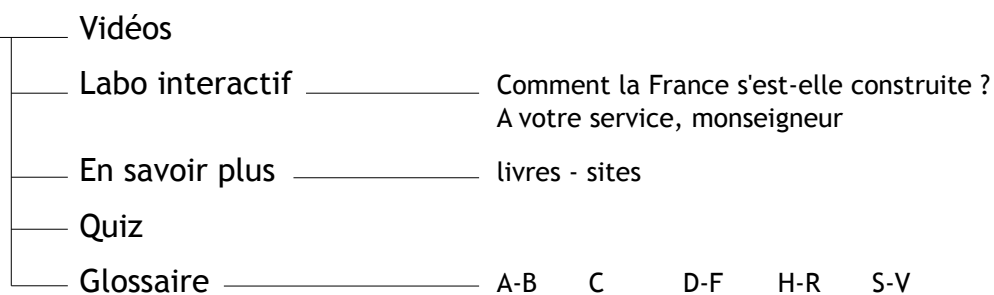 Vidéos
Labo interactif Comment la France s'est-elle construite ?
A votre service, monseigneur
En savoir plus livres - sites
Quiz
Glossaire A-B C D-F H-R S-V